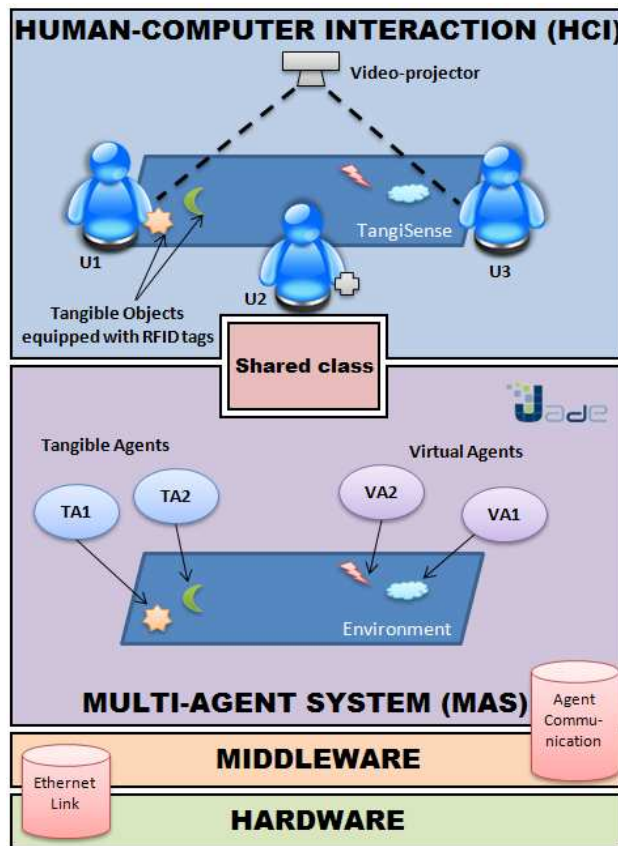 HUMAN-COMPUTER INTERACTION (HCI)
Video-projector
TangiSense
U1
U2
U3
Tangible Objects
equipped with RFID tags
Shared class
Jade
Tangible Agents
Virtual Agents
TA1
TA2
VA2
VA1
Environment
MULTI-AGENT SYSTEM (MAS)
Agent
Commu-
nication
MIDDLEWARE
Ethernet
Link
HARDWARE